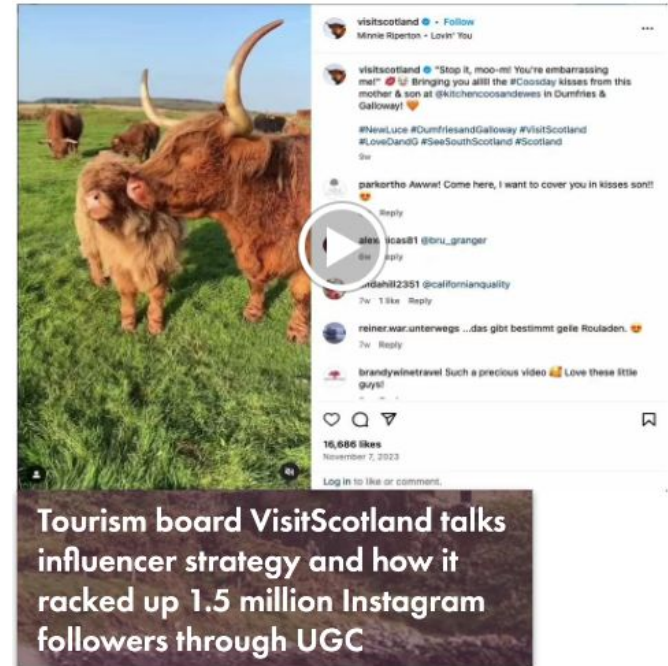 visitscotland • Follow
Minnie Riperton • Lovin' You
visitscotland "Stop it, moo-m! You're embarrassing
me!" Bringing you allllll the #Coosday kisses from this
mother & son at @kitchencoosandewes in Dumfries &
Galloway!
#NewLuce #DumfriesandGalloway #VisitScotland
#LoveDandG #SeeSouthScotland #Scotland
9w
parkortho Awww! Come here, I want to cover you in kisses son!!
Reply
@bru_granger
@californianquality
7w 1 like Reply
reiner.war.unterwegs ...das gibt bestimmt geile Rouladen.
7w Reply
brandywinetravel Such a precious video Love these little
guys!
16,686 likes
November 7, 2023
Log in to like or comment.
Tourism board VisitScotland talks
influencer strategy and how it
racked up 1.5 million Instagram
followers through UGC